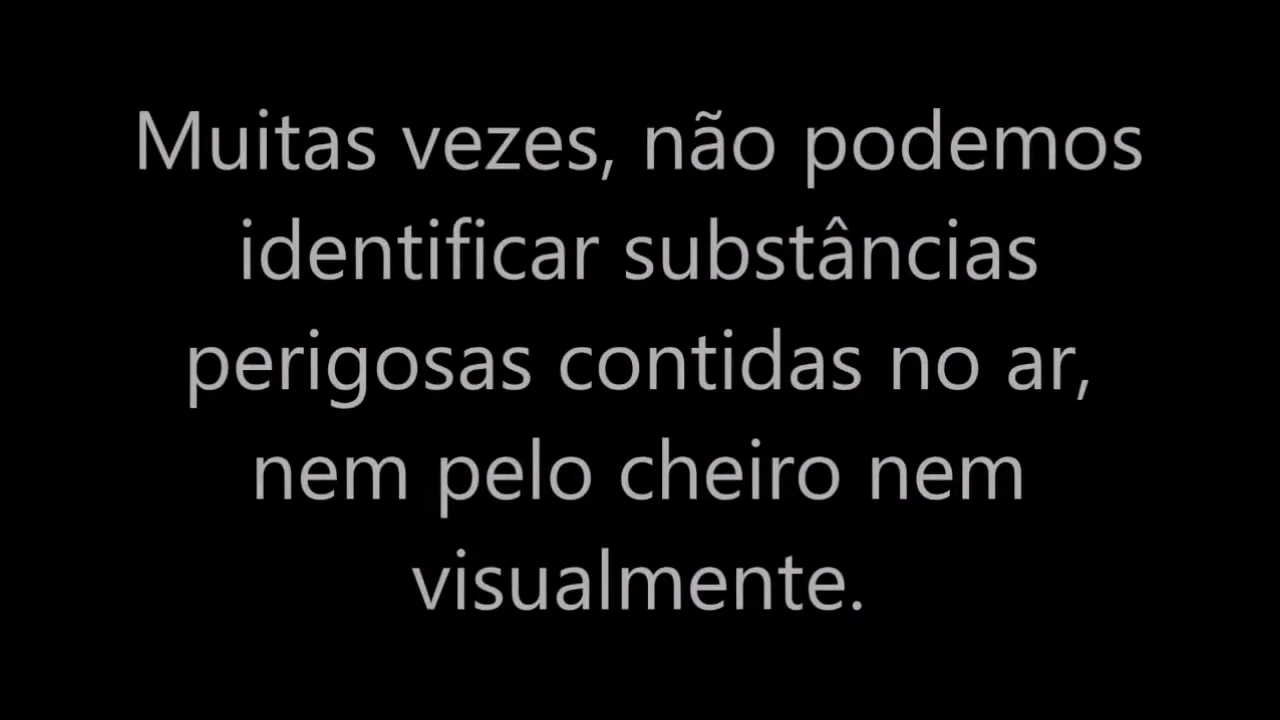 Muitas vezes, não podemos
identificar substâncias
perigosas contidas no ar,
nem pelo cheiro nem
visualmente.